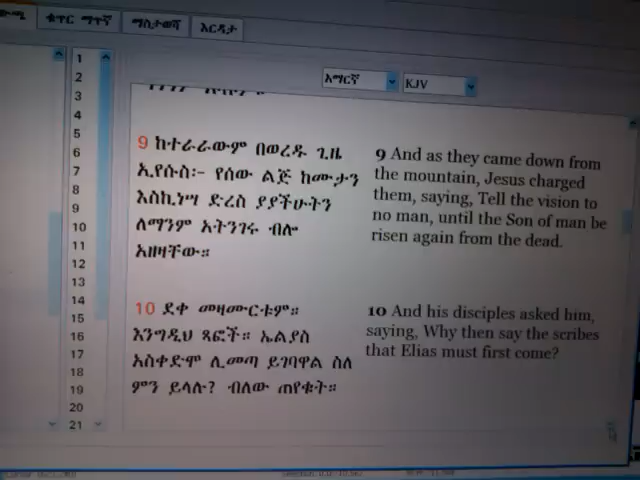 ቁጥር ማጥኛ
ማስታወሻ
እርዳታ
1
2
3
4
5
6
7
8
9
10
11
12
13
14
15
16
17
18
19
20
21
አማርኛ
KJV
9 ከተራራውም በወረዱ ጊዜ
ኢየሱስ፦ የሰው ልጅ ከሙታን
እስኪነሣ ድረስ ያያችሁትን
ለማንም አትንገሩ ብሎ
አዘዛቸው።
9 And as they came down from
the mountain, Jesus charged
them, saying, Tell the vision to
no man, until the Son of man be
risen again from the dead.
10 ደቀ መዛሙርቱም።
እንግዲህ ጻፎች። ኤልያስ
አስቀድሞ ሊመጣ ይገባዋል ስለ
ምን ይላሉ? ብለው ጠየቁት።
10 And his disciples asked him,
saying, Why then say the scribes
that Elias must first come?